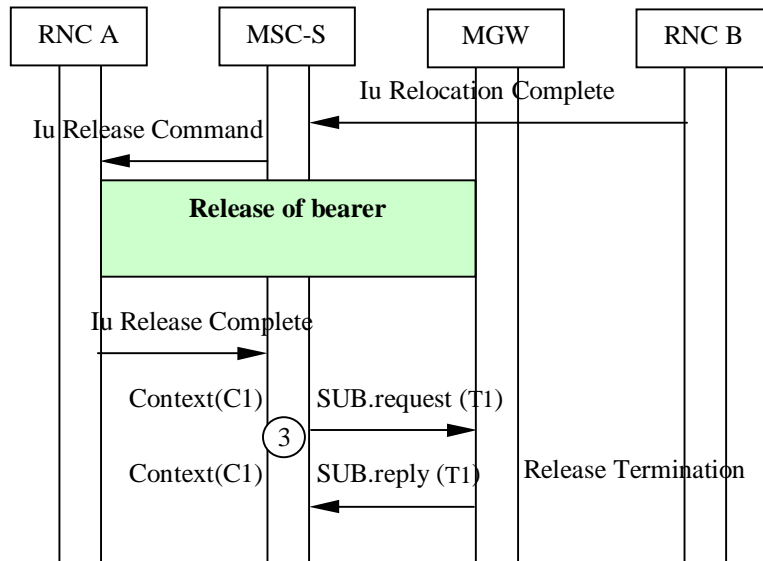 RNC A MSC-S MGW RNC B
Iu Relocation Complete
Iu Release Command
Release of bearer
Iu Release Complete
Context(C1) SUB.request (T1)
3
Context(C1) SUB.reply (T1) Release Termination